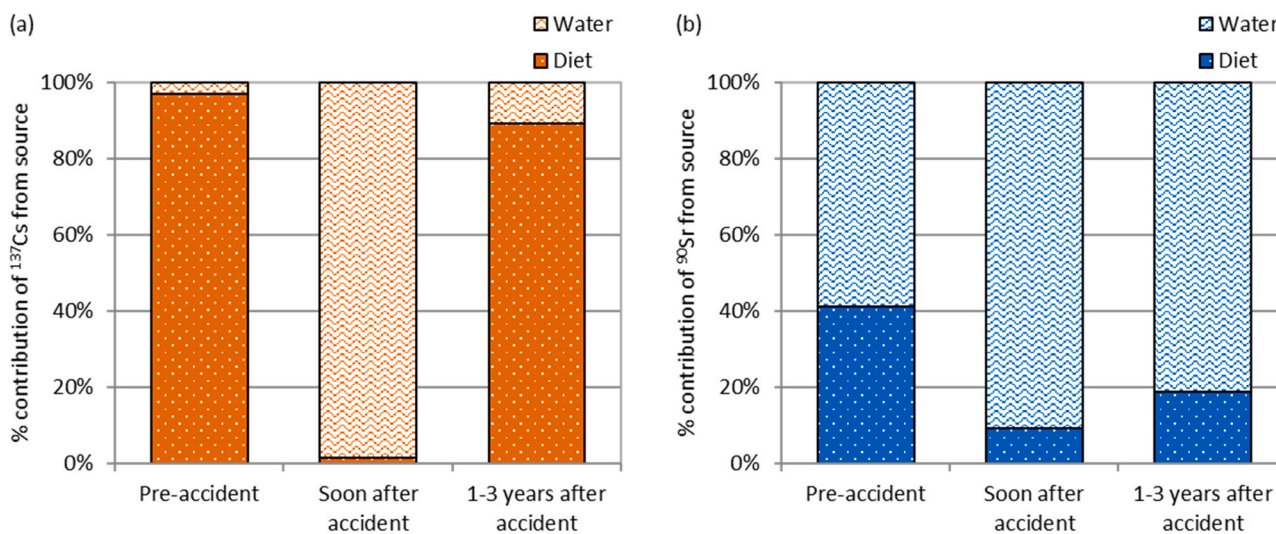 (a)
Water
Diet
% contribution of ¹³⁷Cs from source
100%
80%
60%
40%
20%
0%
Pre-accident
Soon after
accident
1-3 years after
accident
(b)
Water
Diet
% contribution of ⁹⁰Sr from source
100%
80%
60%
40%
20%
0%
Pre-accident
Soon after
accident
1-3 years after
accident